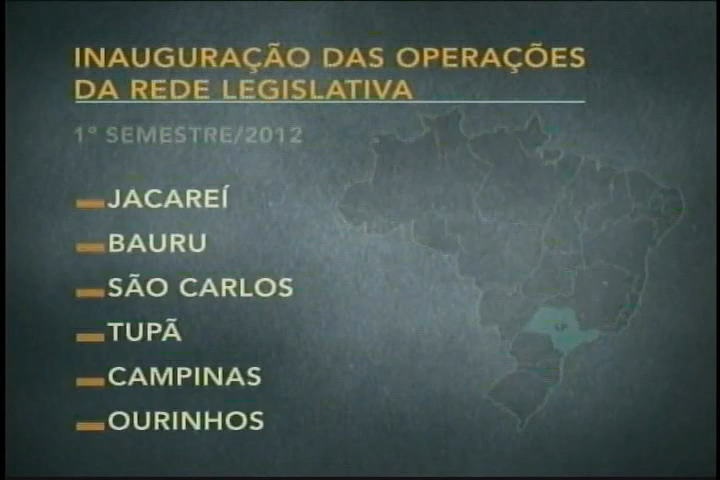 INAUGURAÇÃO DAS OPERAÇÕES
DA REDE LEGISLATIVA
1º SEMESTRE/2012
JACAREÍ
BAURU
SÃO CARLOS
TUPÃ
CAMPINAS
OURINHOS